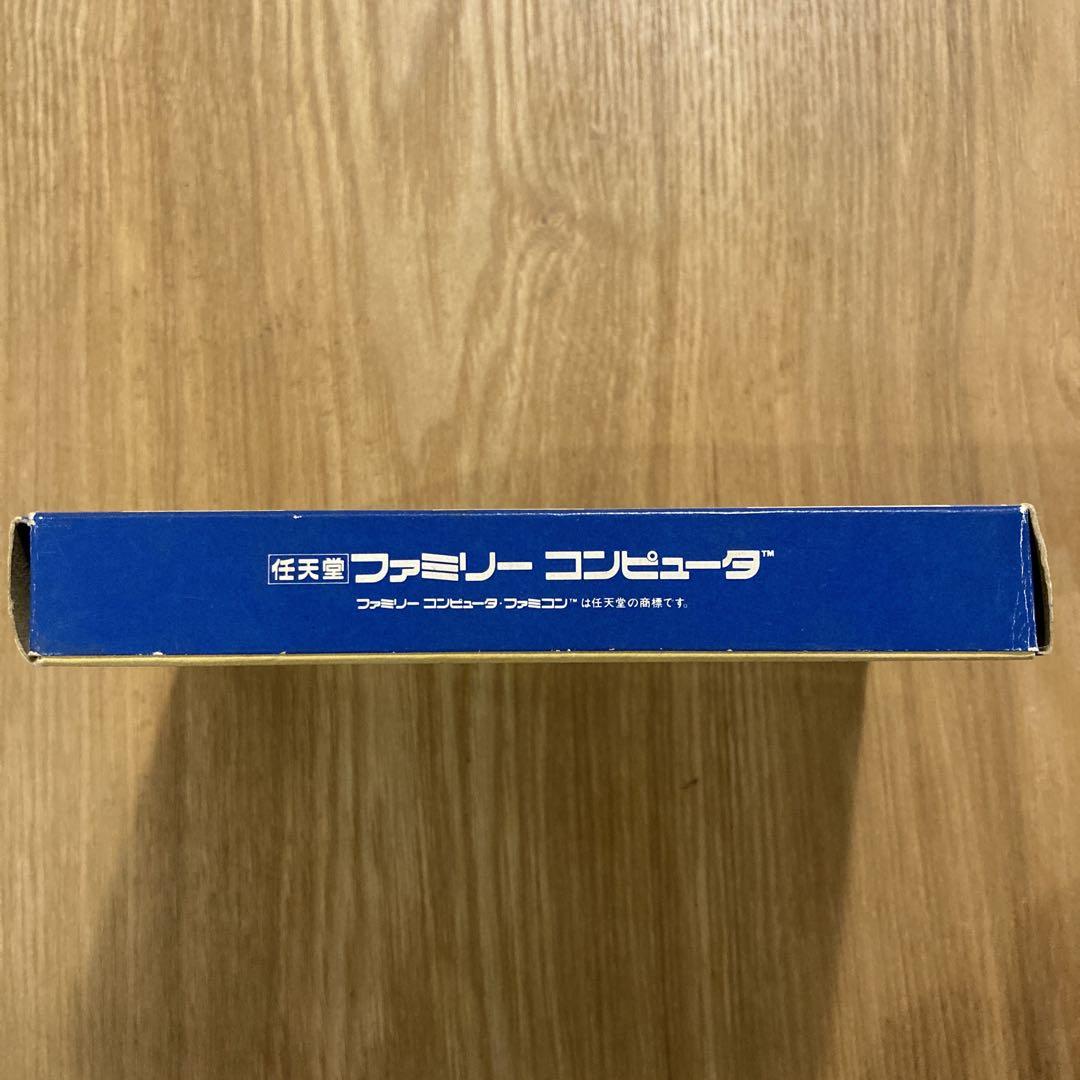 任天堂 ファミリー コンピュータ™
ファミリー コンピュータ・ファミコン™は任天堂の商標です。